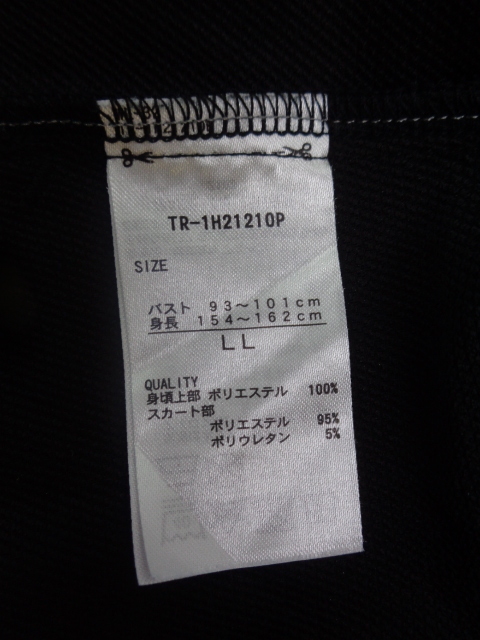 TR-1H21210P
SIZE
バスト 93〜101cm
身長 154〜162cm
LL
QUALITY
身頃上部 ポリエステル 100%
スカート部
ポリエステル 95%
ポリウレタン 5%